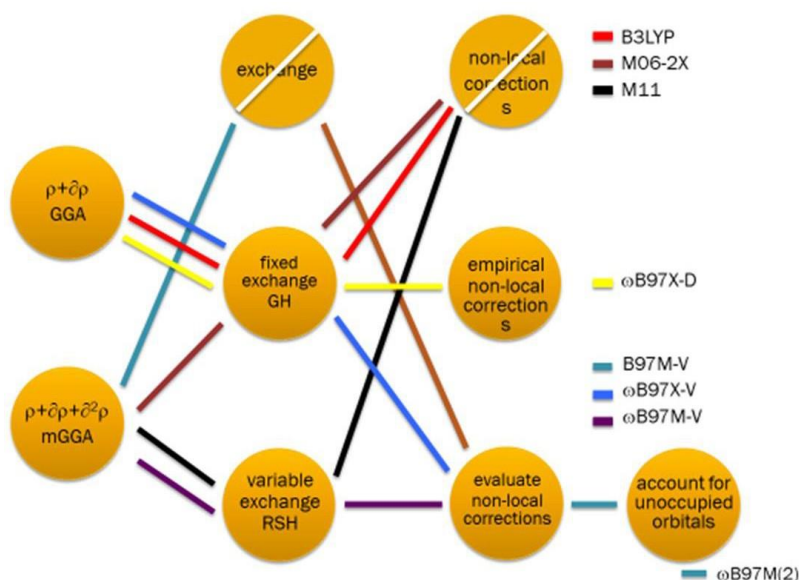 exchange
non-local
correction
s
B3LYP
M06-2X
M11
ρ+∂ρ
GGA
fixed
exchange
GH
empirical
non-local
correction
s
ωB97X-D
B97M-V
ωB97X-V
ωB97M-V
ρ+∂ρ+∂²ρ
mGGA
variable
exchange
RSH
evaluate
non-local
corrections
account for
unoccupied
orbitals
ωB97M(2)